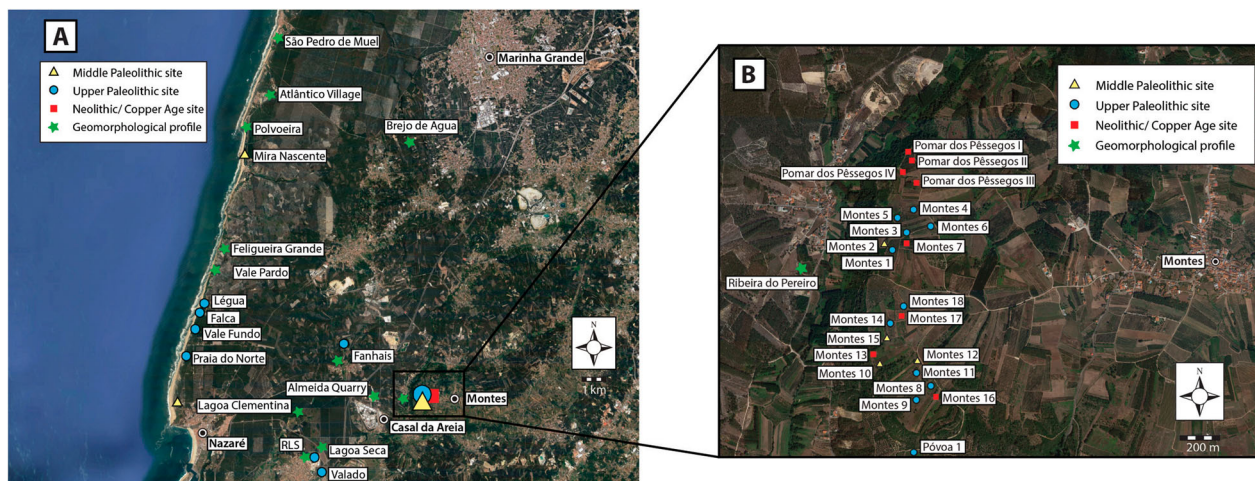 A
Middle Paleolithic site
Upper Paleolithic site
Neolithic/ Copper Age site
Geomorphological profile
São Pedro de Muel
Marinha Grande
Atlântico Village
Polvoeira
Brejo de Agua
Mira Nascente
Feligueira Grande
Vale Pardo
Légua
Falca
Vale Fundo
Praia do Norte
Fanhais
N
1 km
Almeida Quarry
Montes
Lagoa Clementina
Casal da Areia
Nazaré
RLS
Lagoa Seca
Valado
B
Middle Paleolithic site
Upper Paleolithic site
Neolithic/ Copper Age site
Geomorphological profile
Pomar dos Pêssegos I
Pomar dos Pêssegos II
Pomar dos Pêssegos IV
Pomar dos Pêssegos III
Montes 4
Montes 5
Montes 6
Montes 3
Montes 2
Montes 7
Montes 1
Montes
Ribeira do Pereiro
Montes 18
Montes 17
Montes 14
Montes 15
Montes 13
Montes 12
Montes 10
Montes 11
Montes 8
Montes 9
Montes 16
N
200 m
Póvoa 1